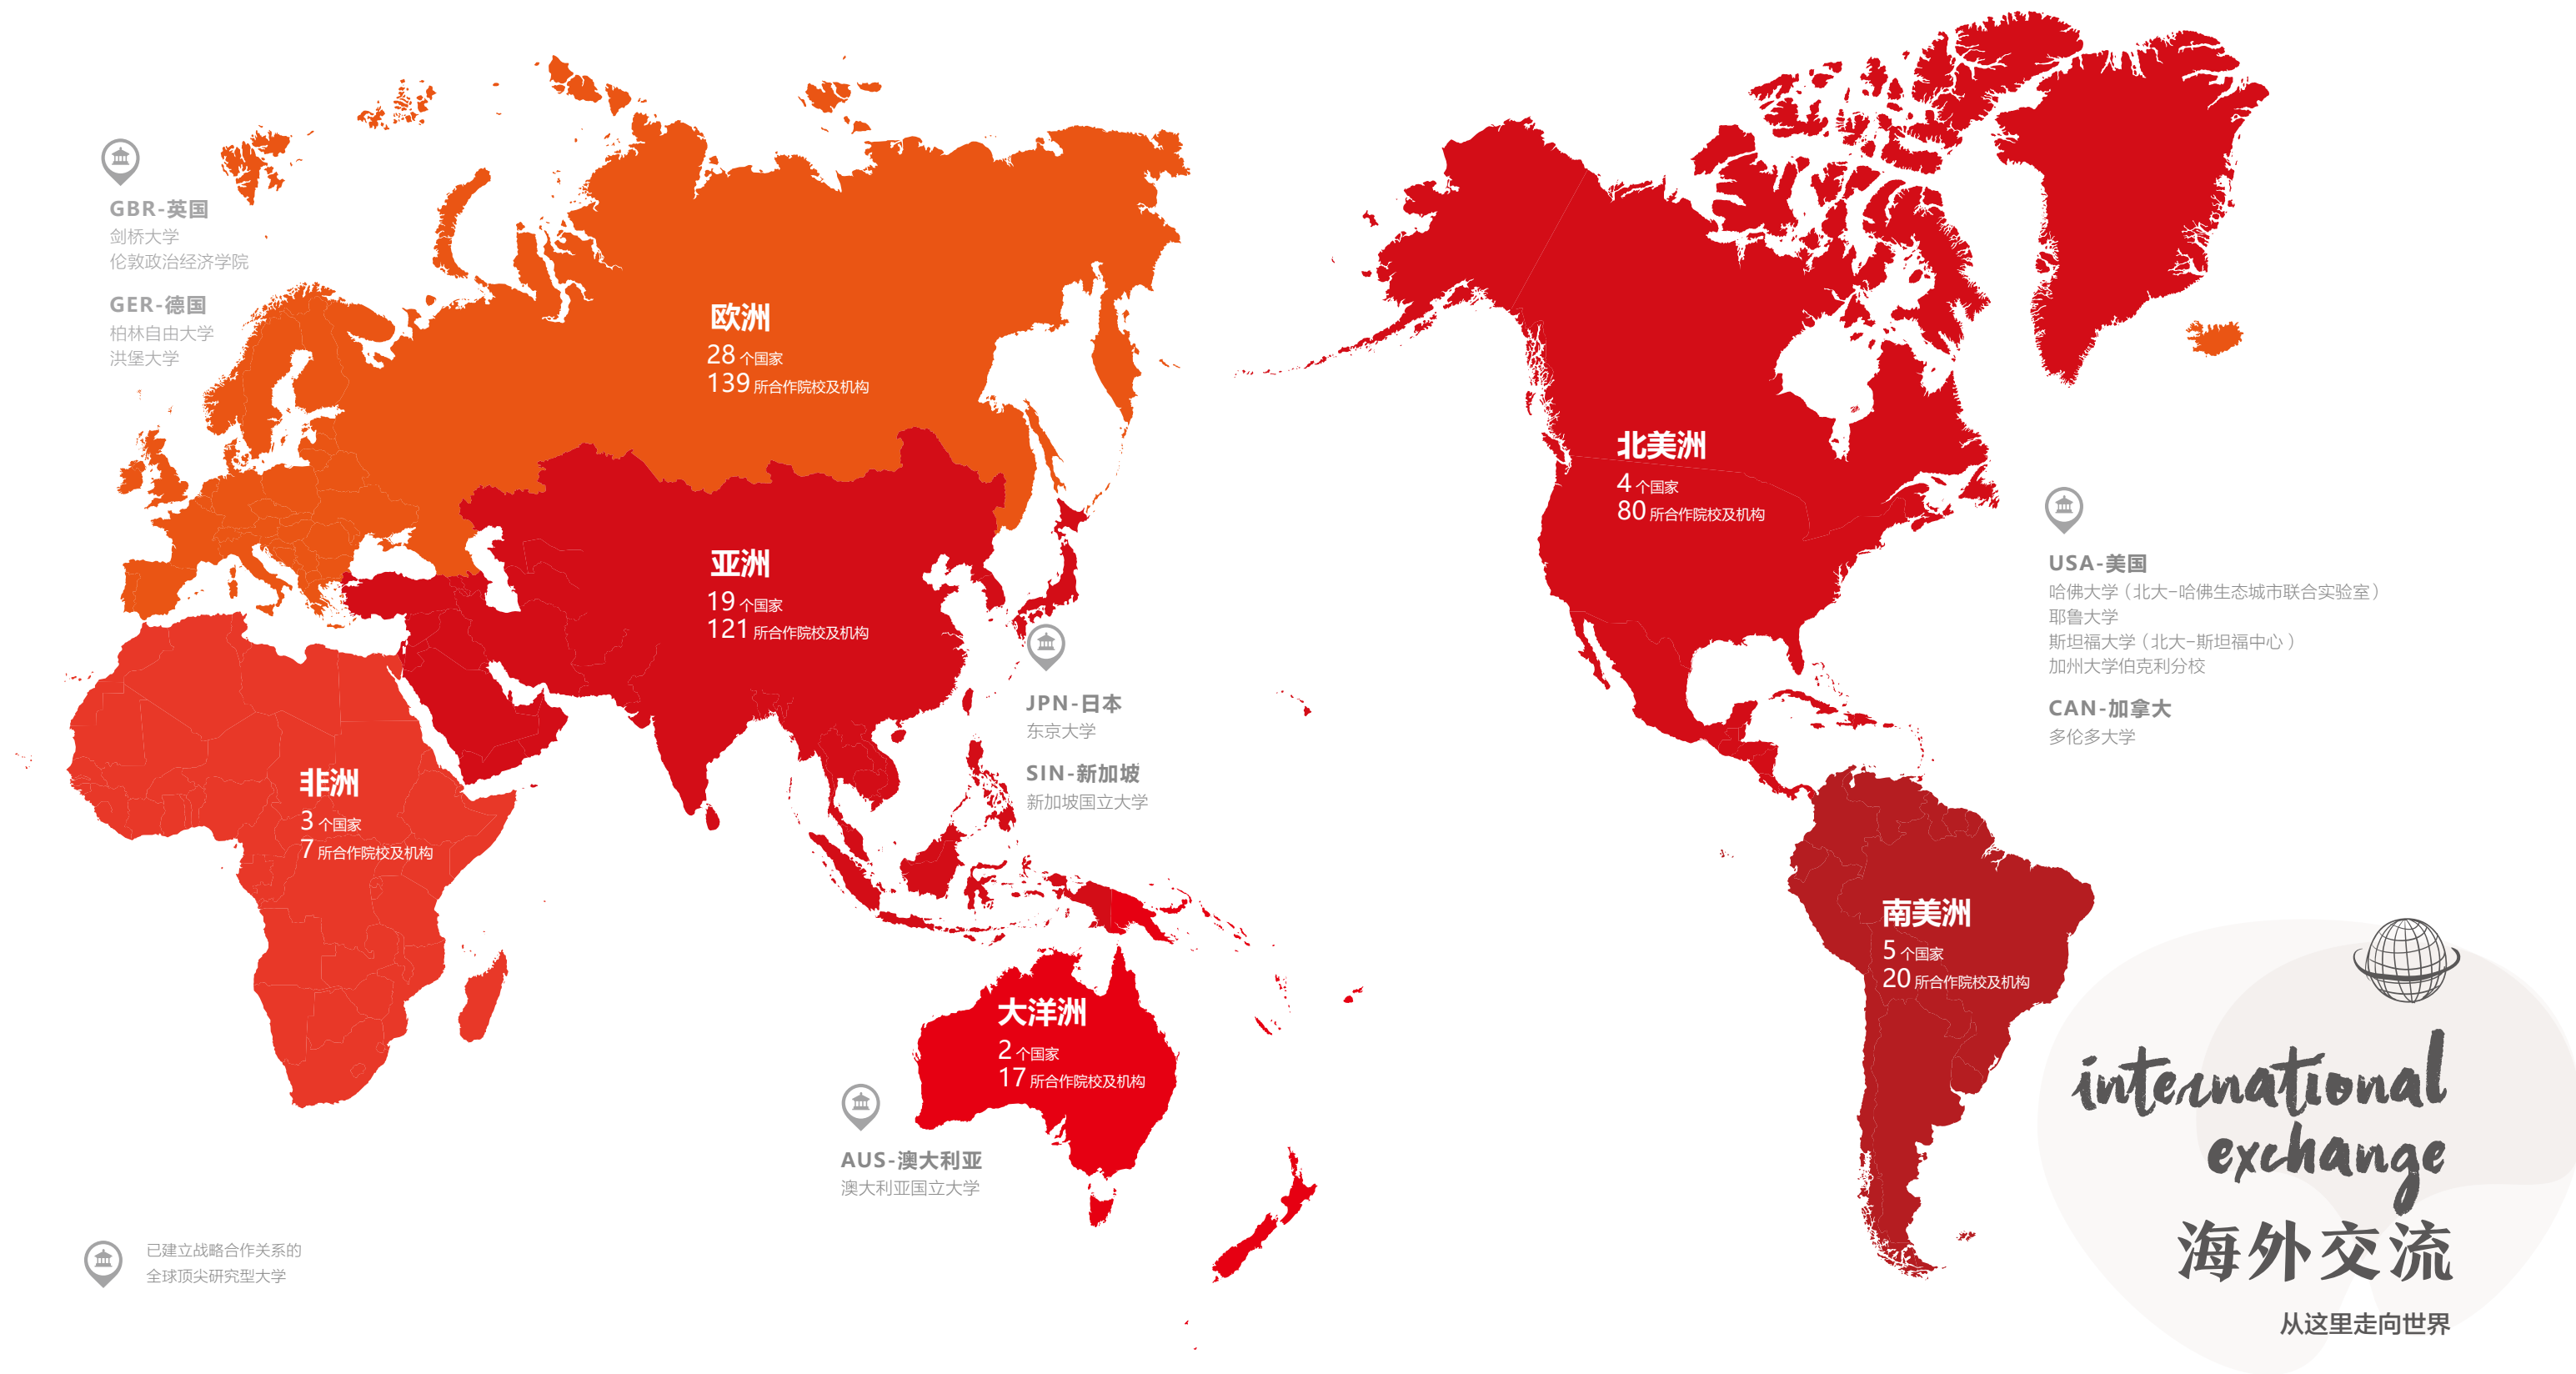 GBR-英国
剑桥大学
伦敦政治经济学院
GER-德国
柏林自由大学
洪堡大学
欧洲
28 个国家
139 所合作院校及机构
亚洲
19 个国家
121 所合作院校及机构
非洲
3 个国家
7 所合作院校及机构
JPN-日本
东京大学
SIN-新加坡
新加坡国立大学
大洋洲
2 个国家
17 所合作院校及机构
AUS-澳大利亚
澳大利亚国立大学
北美洲
4 个国家
80 所合作院校及机构
USA-美国
哈佛大学（北大-哈佛生态城市联合实验室）
耶鲁大学
斯坦福大学（北大-斯坦福中心）
加州大学伯克利分校
CAN-加拿大
多伦多大学
南美洲
5 个国家
20 所合作院校及机构
已建立战略合作关系的
全球顶尖研究型大学
international
exchange
海外交流
从这里走向世界